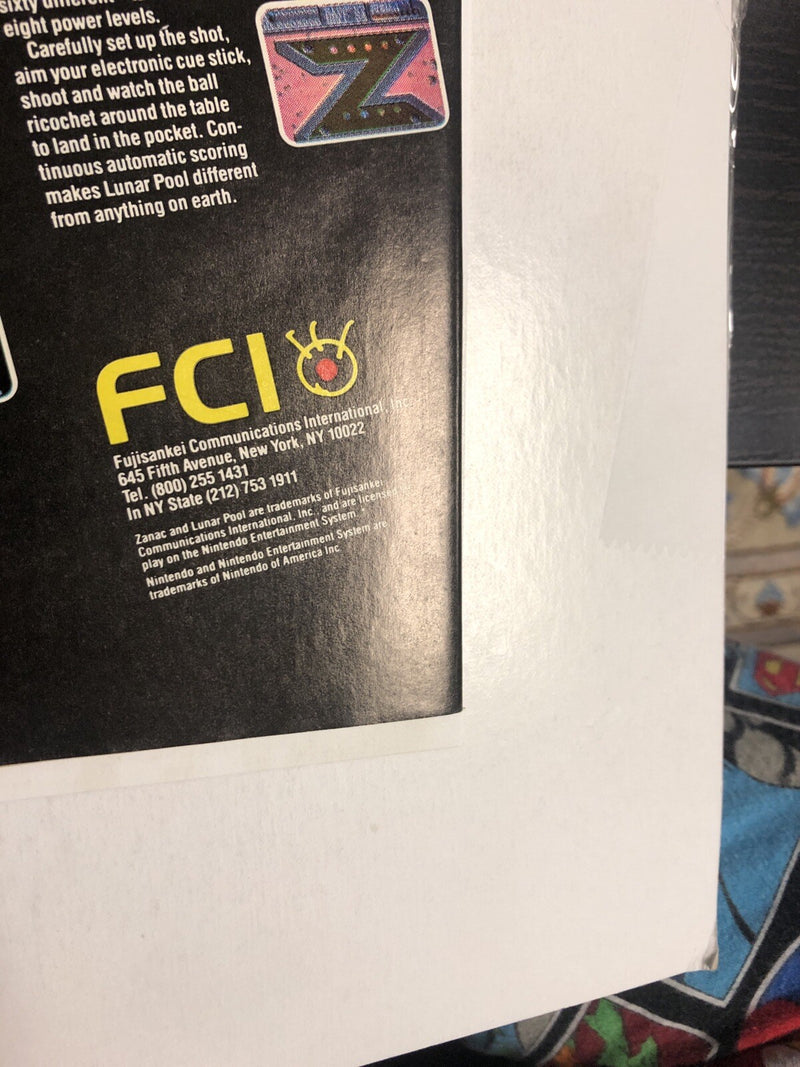 eight power levels.
Carefully set up the shot,
aim your electronic cue stick,
shoot and watch the ball
ricochet around the table
to land in the pocket. Con-
tinuous automatic scoring
makes Lunar Pool different
from anything on earth.
FCI
Fujisankei Communications International, Inc.
645 Fifth Avenue, New York, NY 10022
Tel. (800) 255 1431
In NY State (212) 753 1911
Zanac and Lunar Pool are trademarks of Fujisankei
Communications International, Inc., and are licensed
play on the Nintendo Entertainment System.
Nintendo and Nintendo Entertainment System are
trademarks of Nintendo of America Inc.